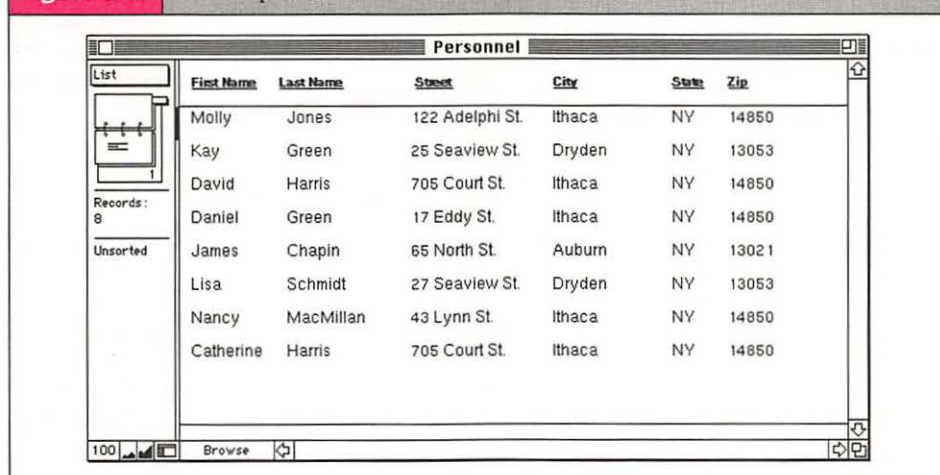 Personnel
List
First Name Last Name Street City State Zip
Molly Jones 122 Adelphi St. Ithaca NY 14850
Kay Green 25 Seaview St. Dryden NY 13053
David Harris 705 Court St. Ithaca NY 14850
Daniel Green 17 Eddy St. Ithaca NY 14850
James Chapin 65 North St. Auburn NY 13021
Lisa Schmidt 27 Seaview St. Dryden NY 13053
Nancy MacMillan 43 Lynn St. Ithaca NY 14850
Catherine Harris 705 Court St. Ithaca NY 14850
1
Records:
8
Unsorted
100 Browse